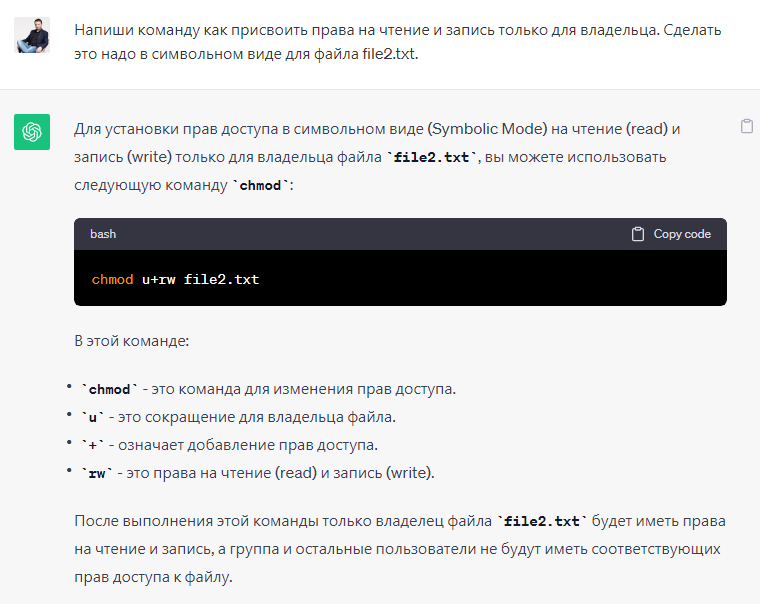 Напиши команду как присвоить права на чтение и запись только для владельца. Сделать
это надо в символьном виде для файла file2.txt.
Для установки прав доступа в символьном виде (Symbolic Mode) на чтение (read) и
запись (write) только для владельца файла `file2.txt`, вы можете использовать
следующую команду `chmod`:
bash Copy code
chmod u+rw file2.txt
В этой команде:
• `chmod` - это команда для изменения прав доступа.
• `u` - это сокращение для владельца файла.
• `+` - означает добавление прав доступа.
• `rw` - это права на чтение (read) и запись (write).
После выполнения этой команды только владелец файла `file2.txt` будет иметь права
на чтение и запись, а группа и остальные пользователи не будут иметь соответствующих
прав доступа к файлу.